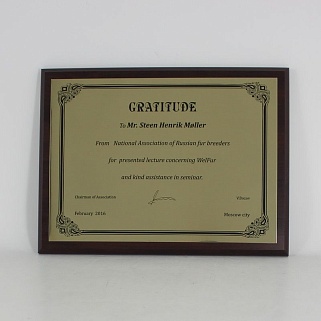 GRATITUDE
To Mr. Steen Henrik Møller
From National Association of Russian fur breeders
for presented lecture concerning WelFur
and kind assistance in seminar.
Chairman of Association
February 2016
Moscow city